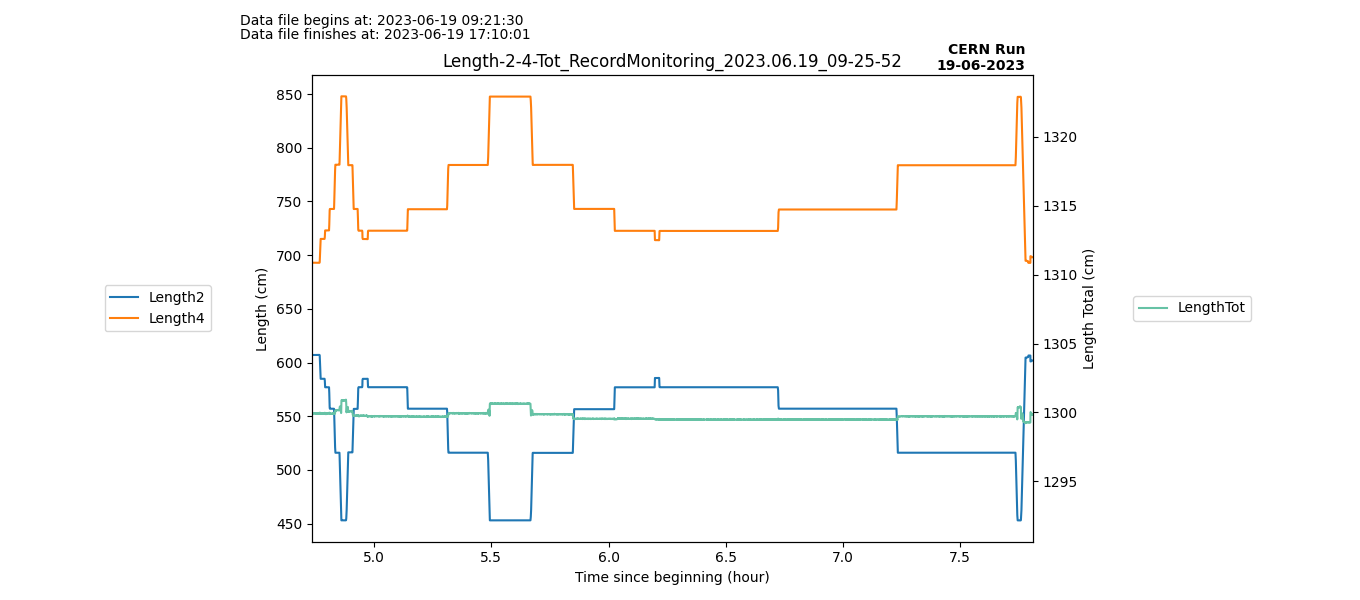 Data file begins at: 2023-06-19 09:21:30
Data file finishes at: 2023-06-19 17:10:01
CERN Run
19-06-2023
Length-2-4-Tot_RecordMonitoring_2023.06.19_09-25-52
850
800
750
700
650
600
550
500
450
Length (cm)
1320
1315
1310
1305
1300
1295
Length Total (cm)
Length2
Length4
LengthTot
5.0
5.5
6.0
6.5
7.0
7.5
Time since beginning (hour)